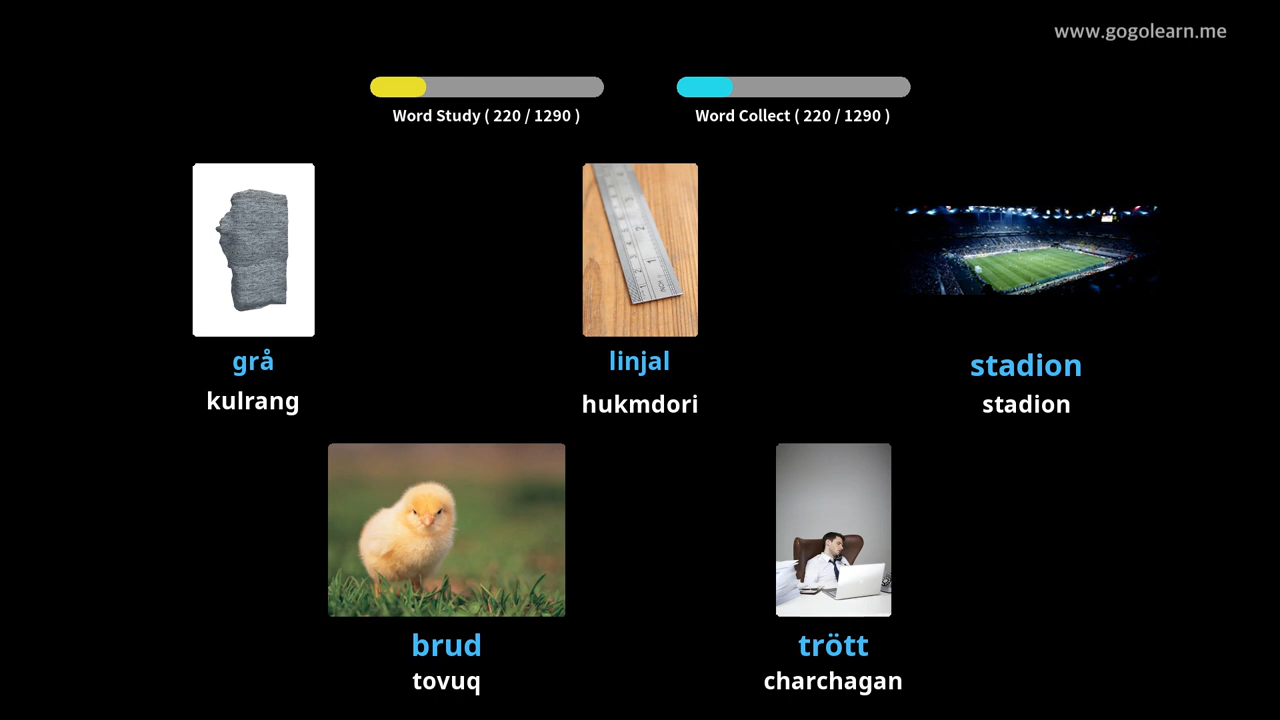 www.gogolearn.me
Word Study ( 220 / 1290 )
Word Collect ( 220 / 1290 )
grå
linjal
stadion
kulrang
hukmdori
stadion
brud
trött
tovuq
charchagan